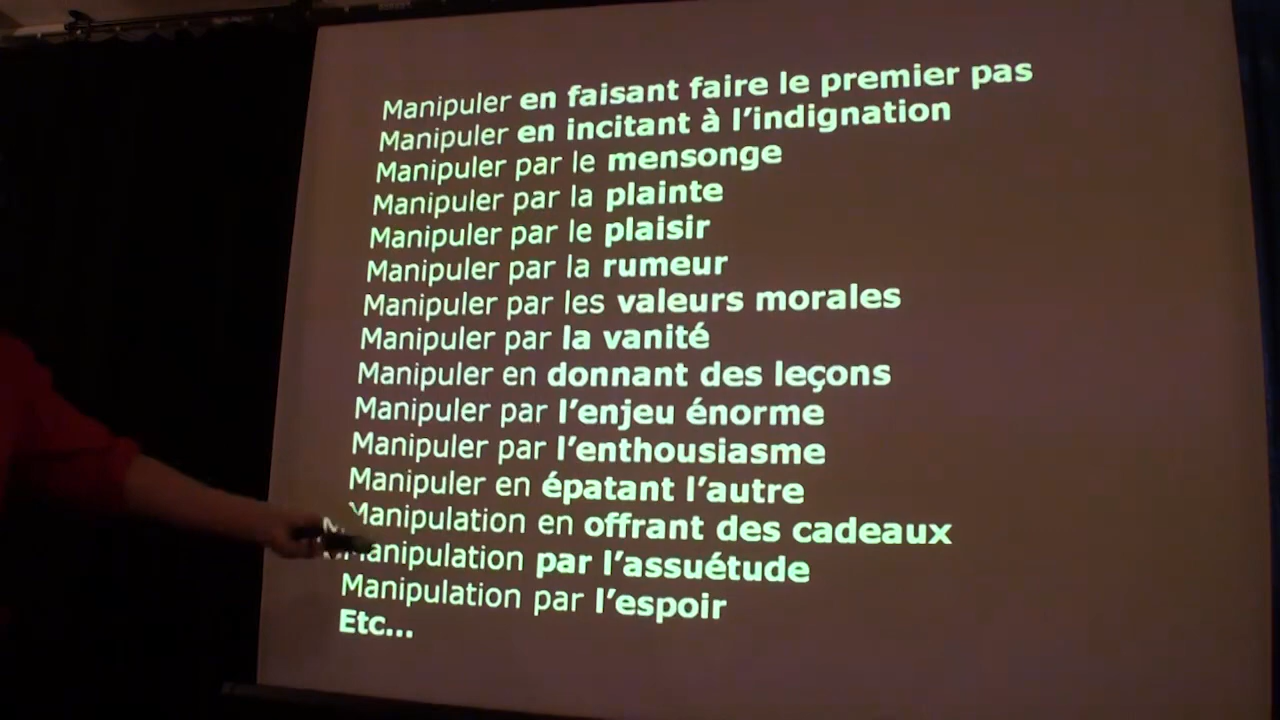 Manipuler en faisant faire le premier pas
Manipuler en incitant à l'indignation
Manipuler par le mensonge
Manipuler par la plainte
Manipuler par le plaisir
Manipuler par la rumeur
Manipuler par les valeurs morales
Manipuler par la vanité
Manipuler en donnant des leçons
Manipuler par l'enjeu énorme
Manipuler par l'enthousiasme
Manipuler en épatant l'autre
Manipulation en offrant des cadeaux
Manipulation par l'assuétude
Manipulation par l'espoir
Etc...